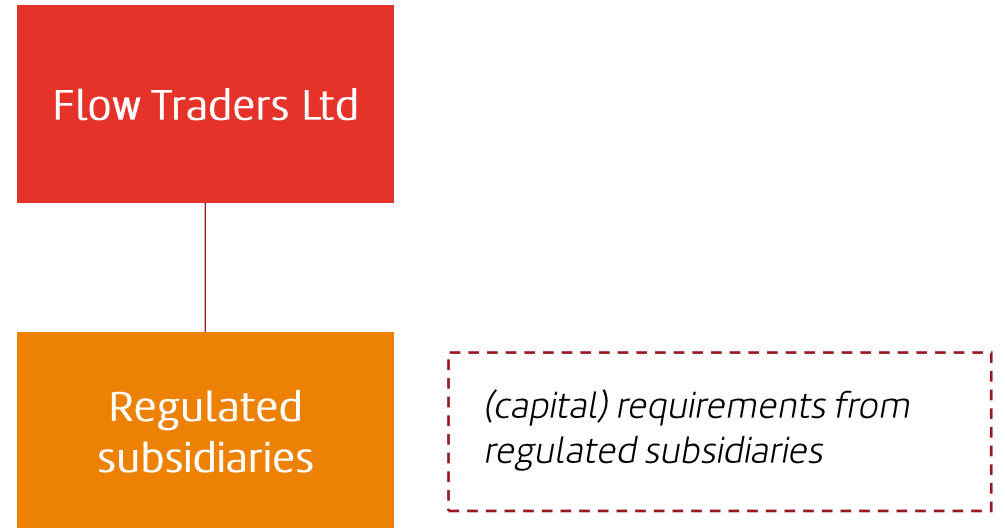 Flow Traders Ltd
Regulated
subsidiaries
(capital) requirements from
regulated subsidiaries